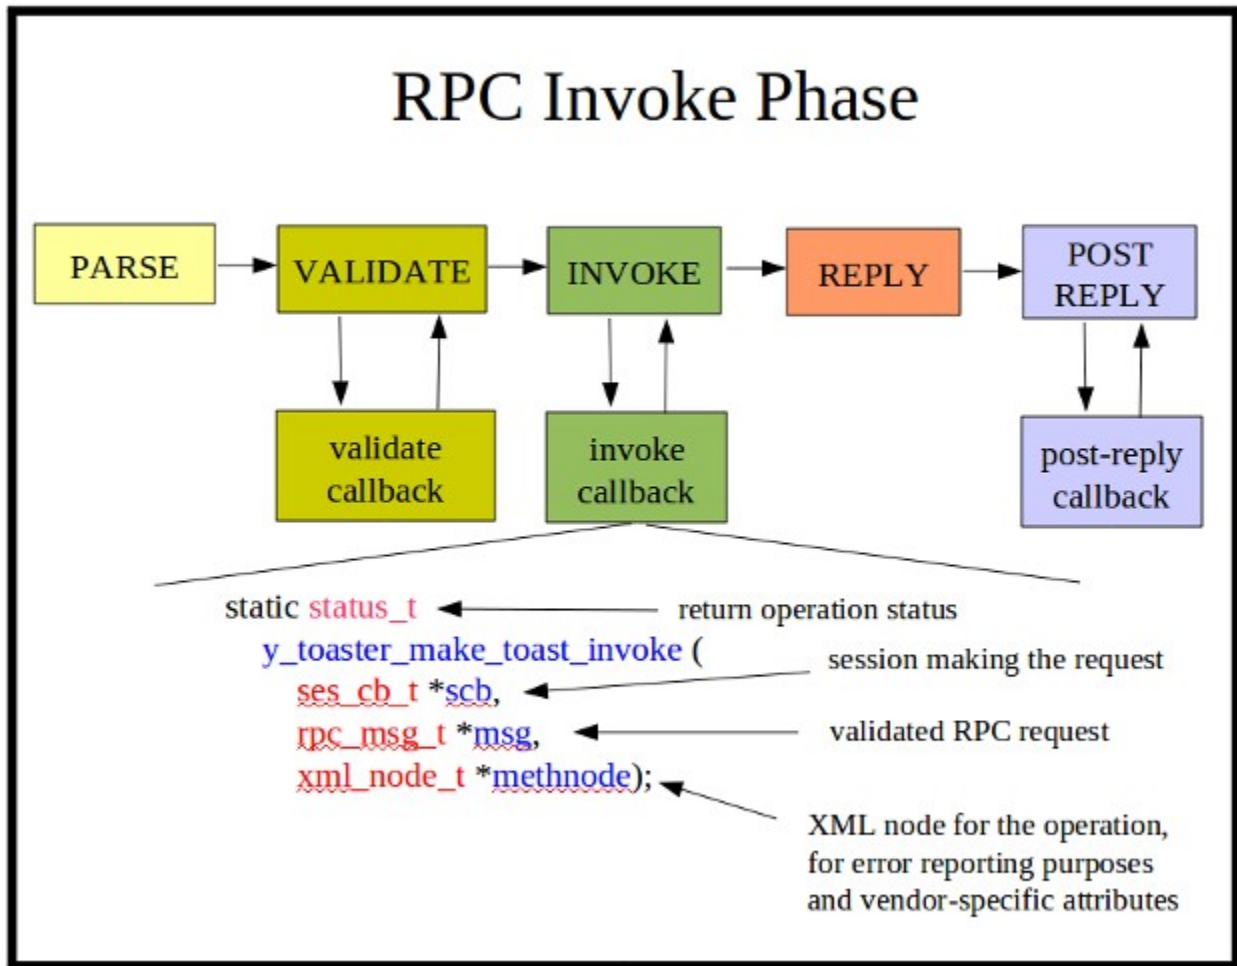 RPC Invoke Phase
PARSE
VALIDATE
INVOKE
REPLY
POST
REPLY
validate
callback
invoke
callback
post-reply
callback
static status_t
return operation status
y_toaster_make_toast_invoke (
session making the request
ses_cb_t *scb,
rpc_msg_t *msg,
validated RPC request
xml_node_t *methnode);
XML node for the operation,
for error reporting purposes
and vendor-specific attributes